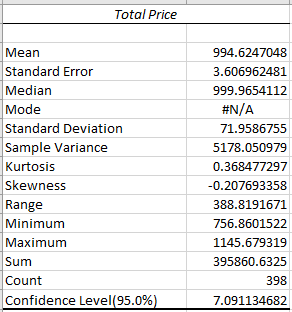 Total Price
Mean 994.6247048
Standard Error 3.606962481
Median 999.9654112
Mode #N/A
Standard Deviation 71.9586755
Sample Variance 5178.050979
Kurtosis 0.368477297
Skewness -0.207693358
Range 388.8191671
Minimum 756.8601522
Maximum 1145.679319
Sum 395860.6325
Count 398
Confidence Level(95.0%) 7.091134682